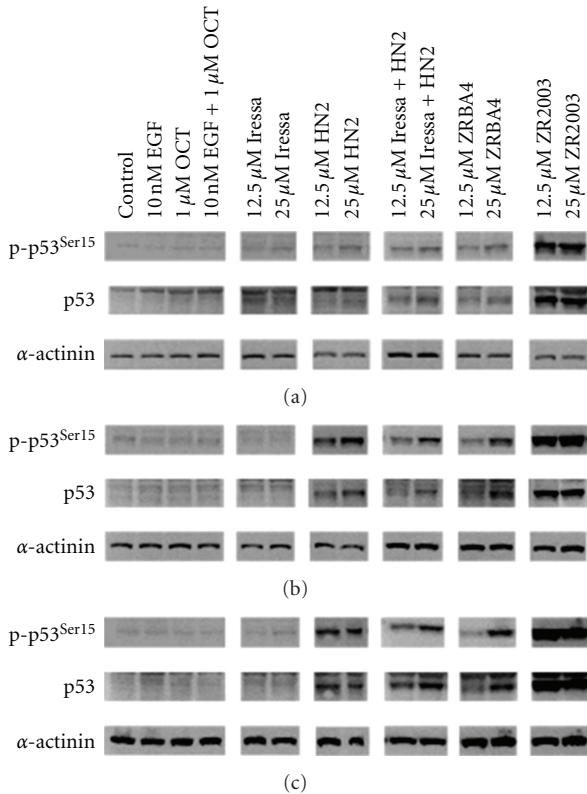 Control
10 nM EGF
1 μM OCT
10 nM EGF + 1 μM OCT
12.5 μM Iressa
25 μM Iressa
12.5 μM HN2
25 μM HN2
12.5 μM Iressa + HN2
25 μM Iressa + HN2
12.5 μM ZRBA4
25 μM ZRBA4
12.5 μM ZR2003
25 μM ZR2003
p-p53Ser15
p53
α-actinin
(a)
p-p53Ser15
p53
α-actinin
(b)
p-p53Ser15
p53
α-actinin
(c)